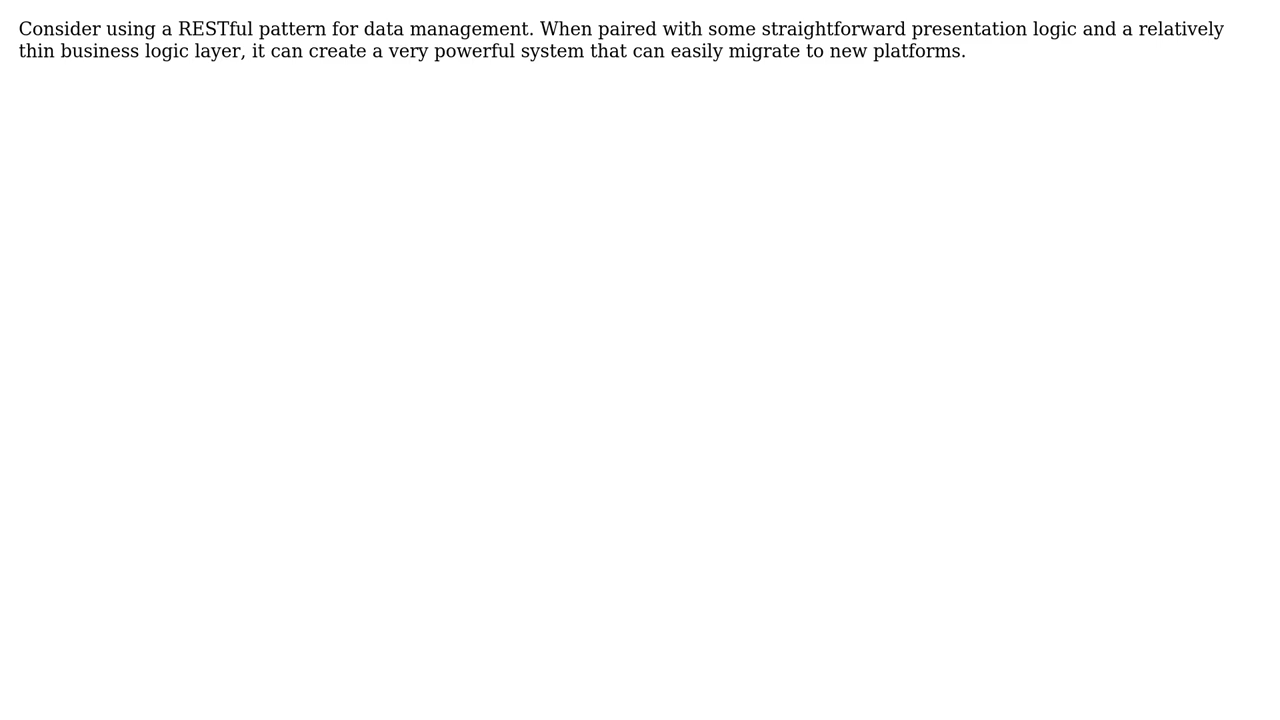 Consider using a RESTful pattern for data management. When paired with some straightforward presentation logic and a relatively
thin business logic layer, it can create a very powerful system that can easily migrate to new platforms.